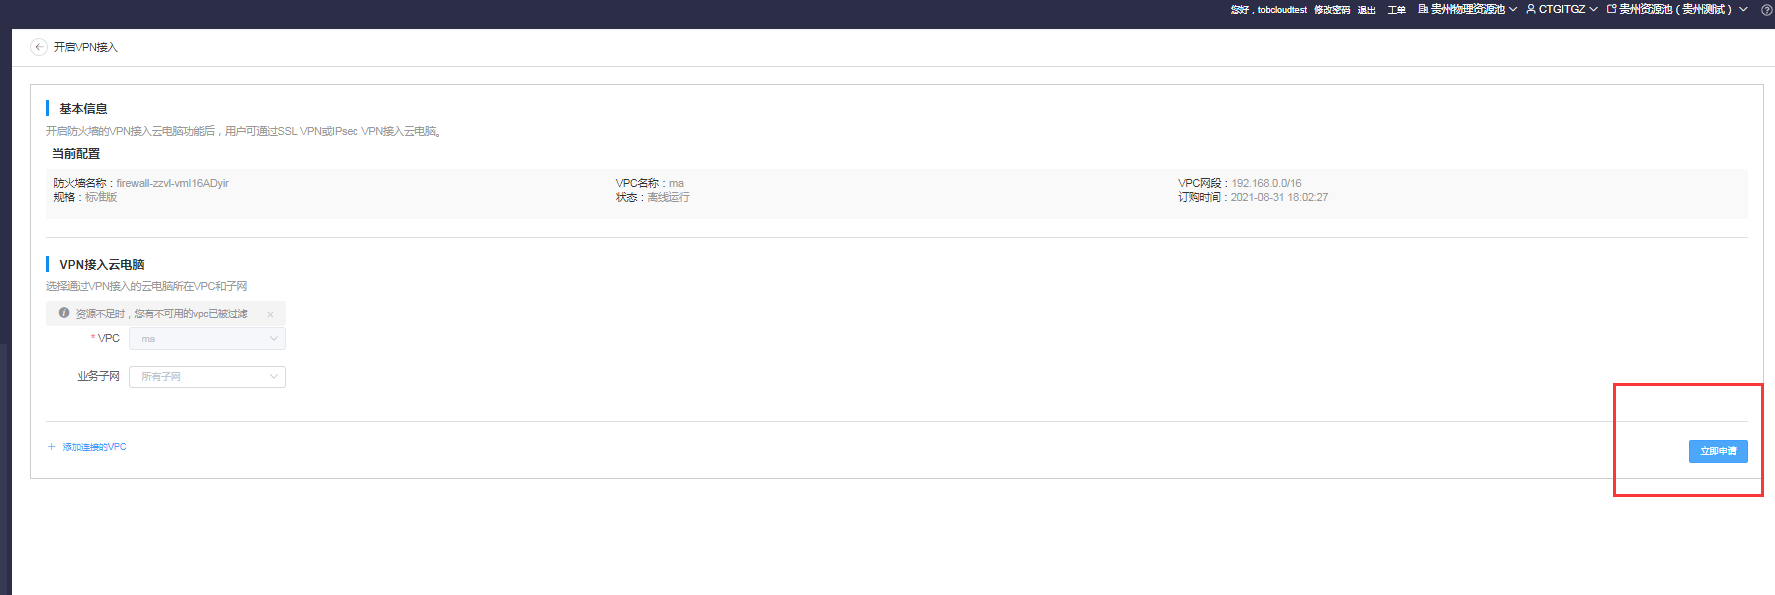 您好，tobcloudtest 修改密码 退出 工单 贵州物理资源池 CTGITGZ 贵州资源池（贵州测试）
开启VPN接入
基本信息
开启防火墙的VPN接入云电脑功能后，用户可通过SSL VPN或IPsec VPN接入云电脑。
当前配置
防火墙名称：firewall-zzvl-vml16ADyir VPC名称：ma VPC网段：192.168.0.0/16
规格：标准版 状态：离线运行 订购时间：2021-08-31 18:02:27
VPN接入云电脑
选择通过VPN接入的云电脑所在VPC和子网
资源不足时，您有不可用的vpc已被过滤
* VPC ma
业务子网 所有子网
+ 添加连接的VPC 立即申请